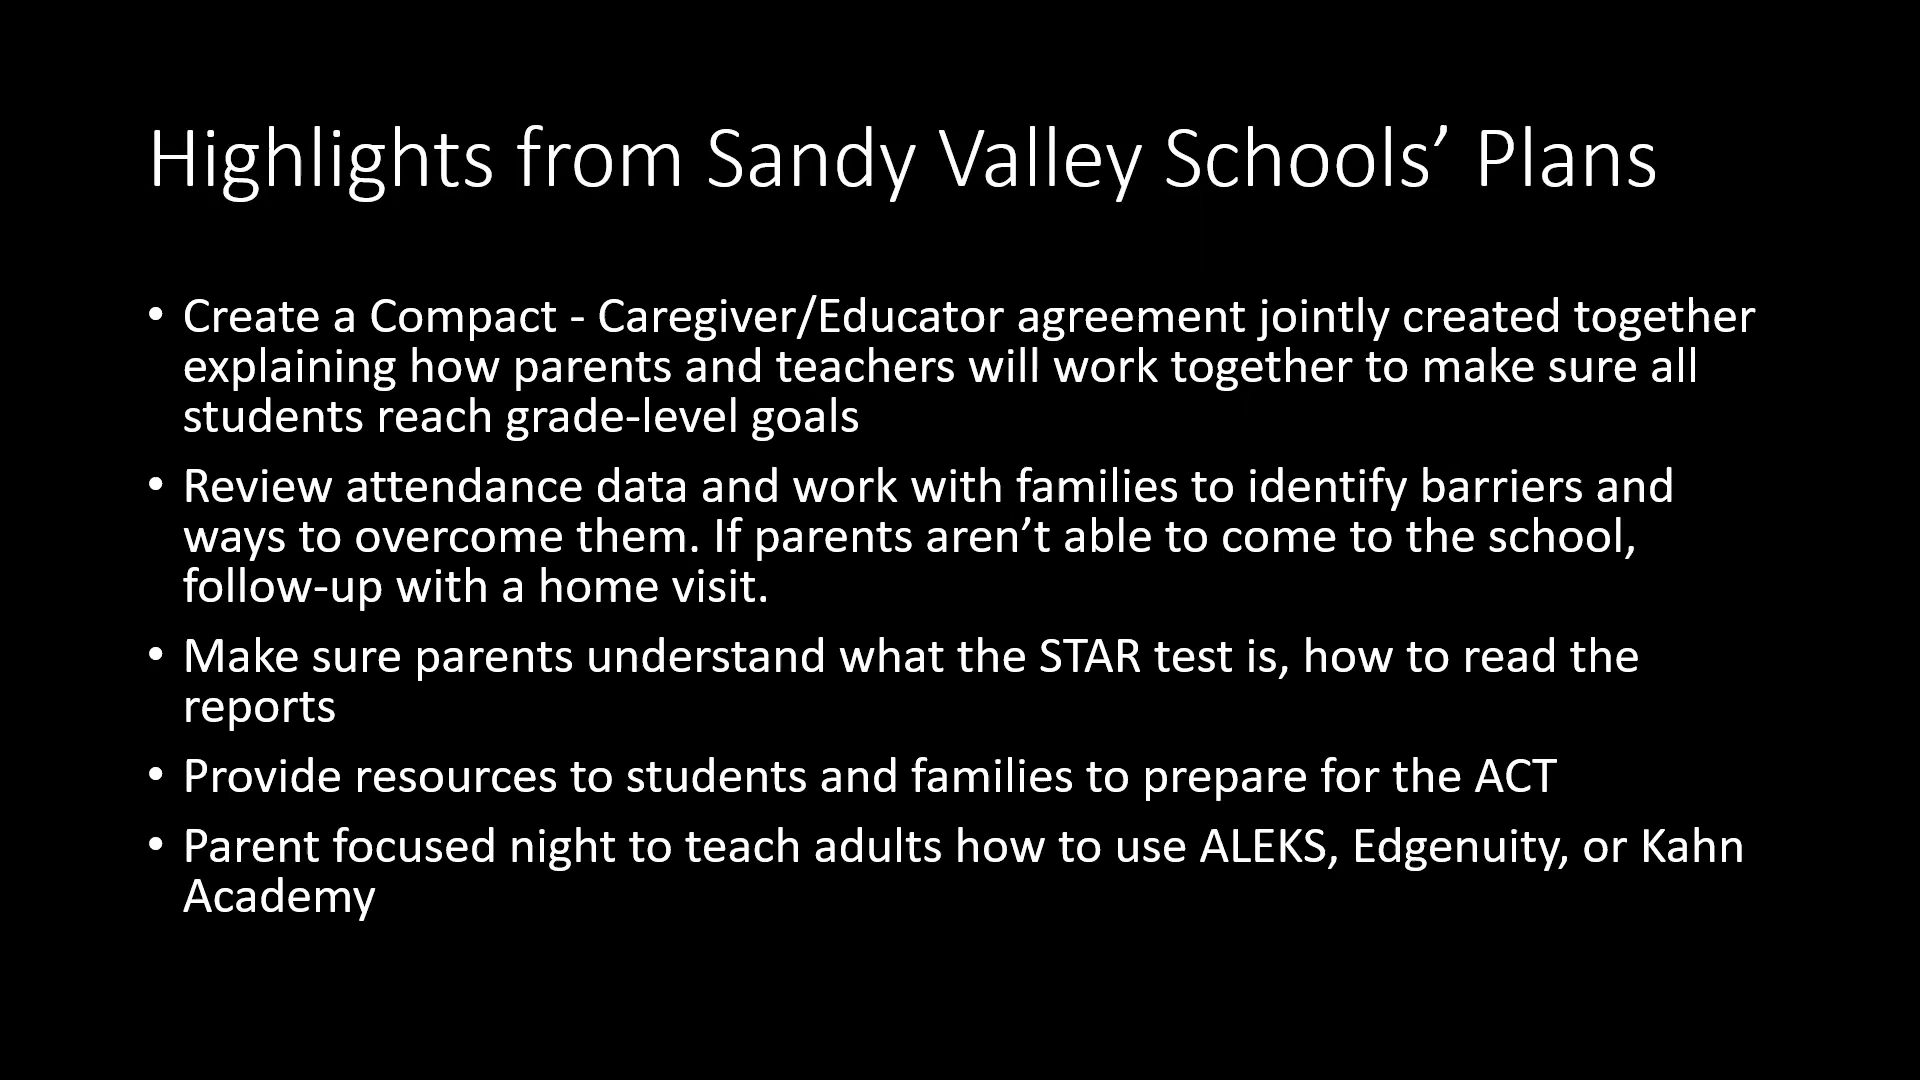 Highlights from Sandy Valley Schools’ Plans
• Create a Compact - Caregiver/Educator agreement jointly created together
explaining how parents and teachers will work together to make sure all
students reach grade-level goals
• Review attendance data and work with families to identify barriers and
ways to overcome them. If parents aren’t able to come to the school,
follow-up with a home visit.
• Make sure parents understand what the STAR test is, how to read the
reports
• Provide resources to students and families to prepare for the ACT
• Parent focused night to teach adults how to use ALEKS, Edgenuity, or Kahn
Academy